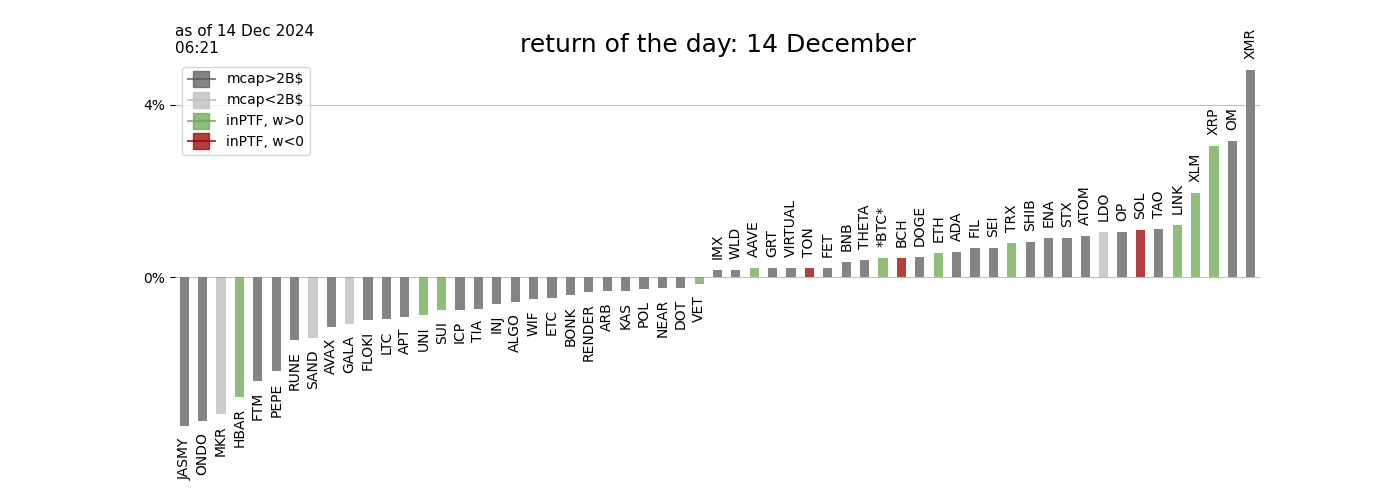 as of 14 Dec 2024
06:21
return of the day: 14 December
mcap>2B$
mcap<2B$
inPTF, w>0
inPTF, w<0
4%
0%
JASMY
ONDO
MKR
HBAR
FTM
PEPE
RUNE
SAND
AVAX
GALA
FLOKI
LTC
APT
UNI
SUI
ICP
TIA
INJ
ALGO
WIF
ETC
BONK
RENDER
ARB
KAS
POL
NEAR
DOT
VET
IMX
WLD
AAVE
GRT
VIRTUAL
TON
FET
BNB
THETA
*BTC*
BCH
DOGE
ETH
ADA
FIL
SEI
TRX
SHIB
ENA
STX
ATOM
LDO
OP
SOL
TAO
LINK
XLM
XRP
OM
XMR